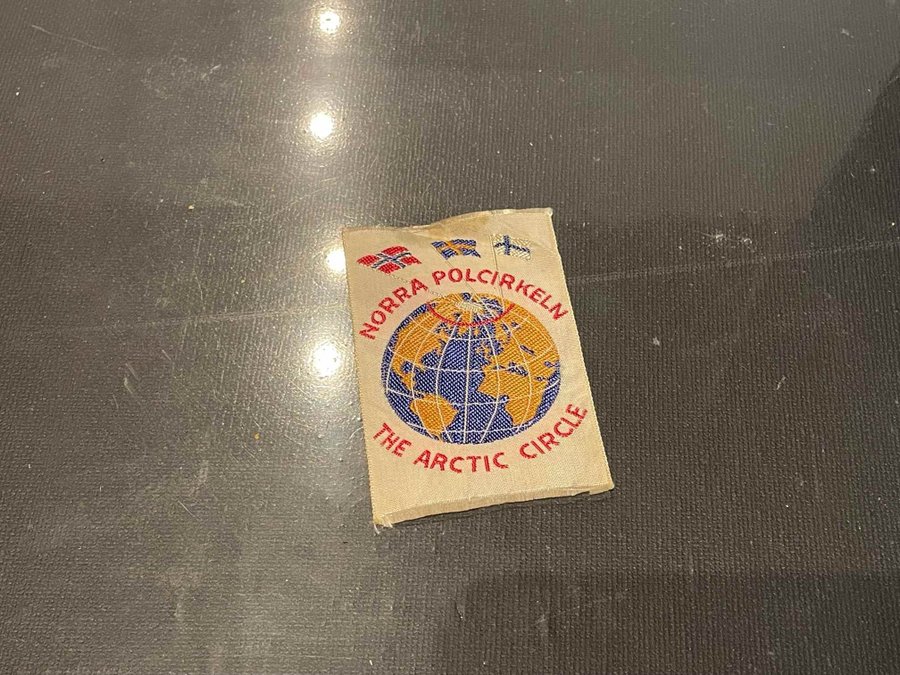 NORRA POLCIRKELN
THE ARCTIC CIRCLE